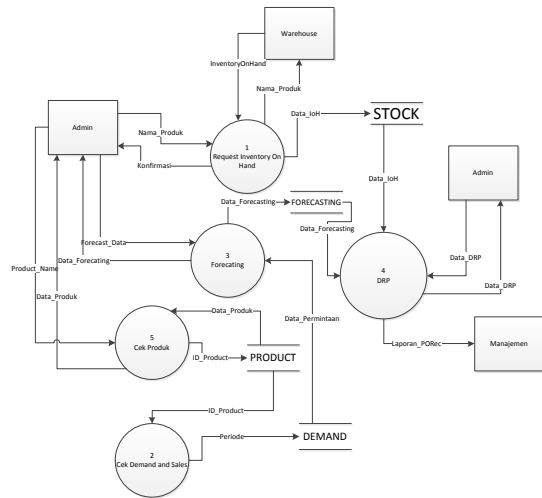 Warehouse
InventoryOnHand
Nama_Produk
Data_IoH
STOCK
Admin
Nama_Produk
1
Request Inventory On
Hand
Konfirmasi
Data_IoH
Admin
Data_Forecasting
FORECASTING
Forecast_Data
Data_Forecasting
3
Forecating
Data_Forecating
Product_Name
4
DRP
Data_DRP
Data_DRP
Data_Produk
Data_Produk
Data_Permintaan
5
Cek Produk
ID_Product
PRODUCT
Laporan_PORec
Manajemen
ID_Product
2
Cek Demand and Sales
Periode
DEMAND